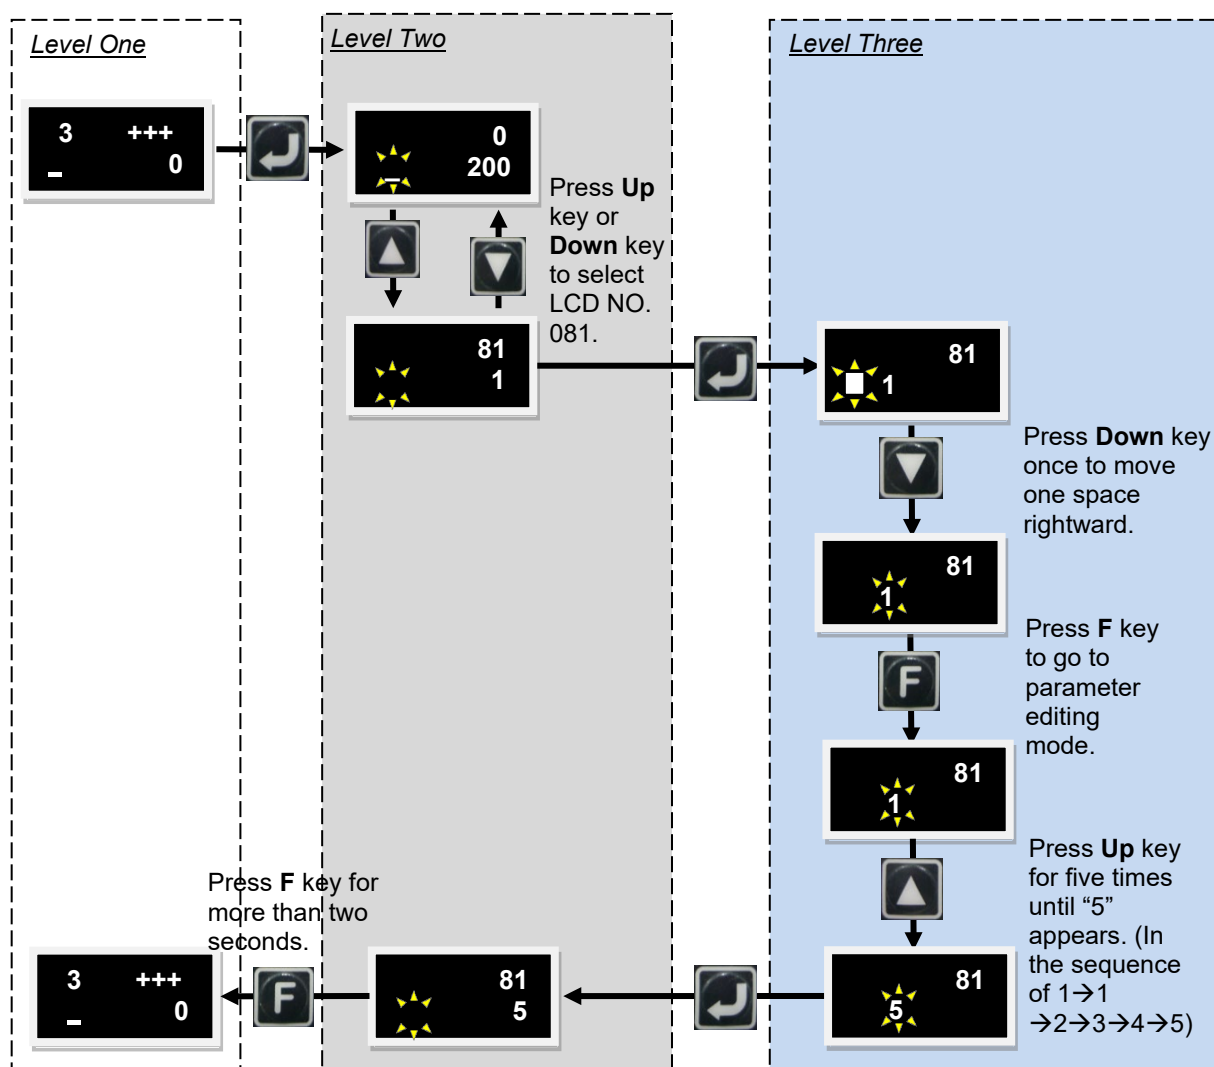 Level One
Level Two
Level Three
3 +++
_ 0
0
_ 200
Press Up
key or
Down key
to select
LCD NO.
081.
81
1
81
1
Press Down key
once to move
one space
rightward.
81
1
Press F key
to go to
parameter
editing
mode.
F
81
1
Press Up key
for five times
until “5”
appears. (In
the sequence
of 1→1
→2→3→4→5)
81
5
81
5
Press F key for
more than two
seconds.
F
3 +++
_ 0